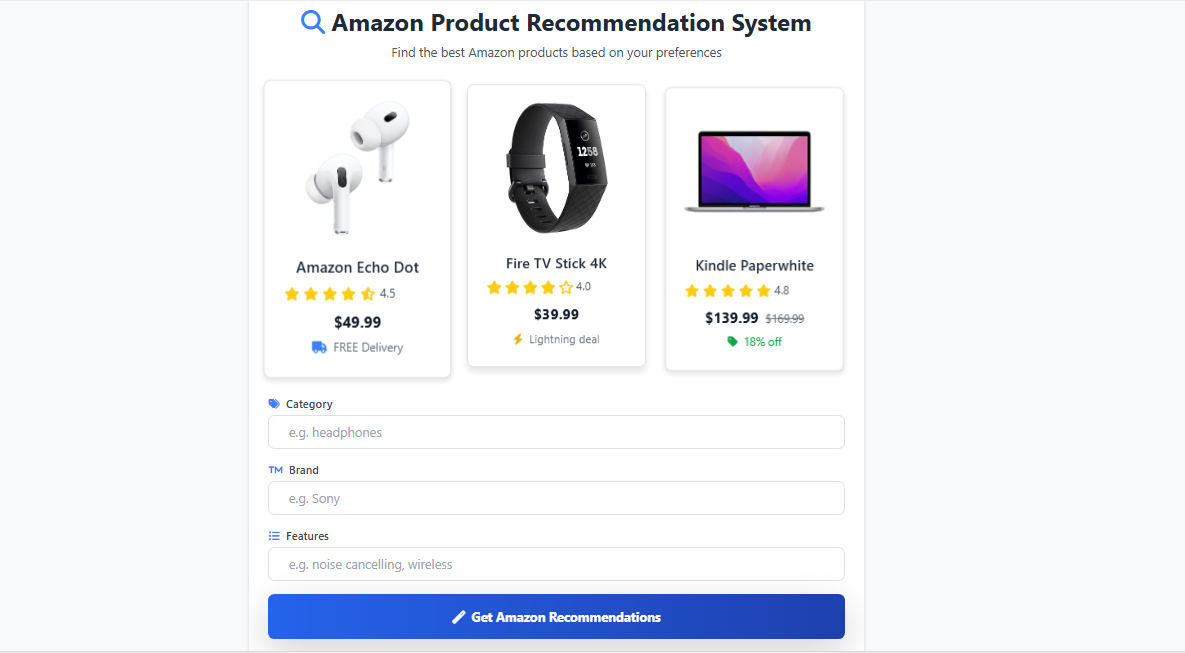 Amazon Product Recommendation System
Find the best Amazon products based on your preferences
Amazon Echo Dot
4.5
$49.99
FREE Delivery
12:58
Fire TV Stick 4K
4.0
$39.99
Lightning deal
Kindle Paperwhite
4.8
$139.99 $169.99
18% off
Category
e.g. headphones
TM Brand
e.g. Sony
Features
e.g. noise cancelling, wireless
Get Amazon Recommendations